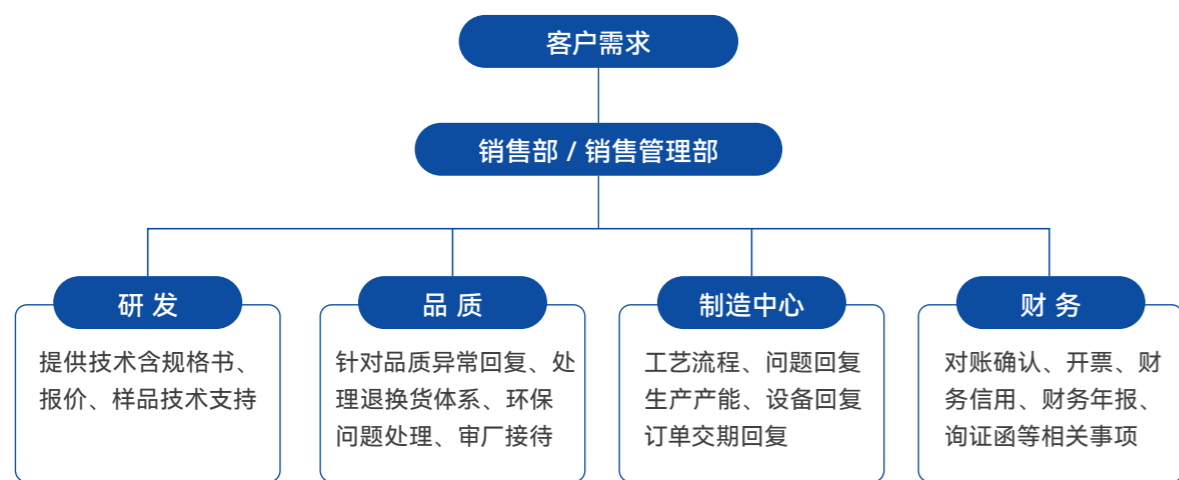 客户需求
销售部 / 销售管理部
研 发
提供技术含规格书、
报价、样品技术支持
品 质
针对品质异常回复、处
理退换货体系、环保
问题处理、审厂接待
制造中心
工艺流程、问题回复
生产产能、设备回复
订单交期回复
财 务
对账确认、开票、财
务信用、财务年报、
询证函等相关事项